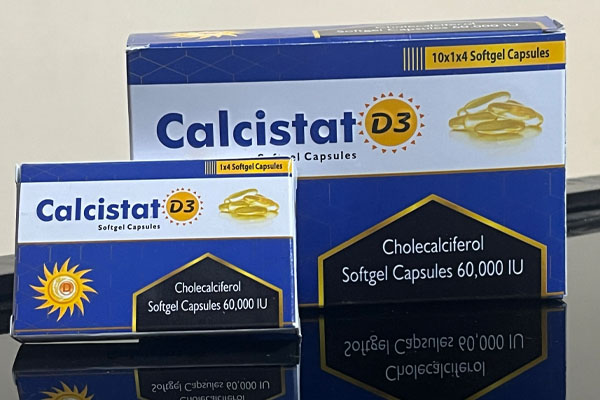 10x1x4 Softgel Capsules
Calcistat D3
Capsules
Cholecalciferol
Softgel Capsules 60,000 IU
1x4 Softgel Capsules
Calcistat D3
Softgel Capsules
D
Cholecalciferol
Softgel Capsules 60,000 IU